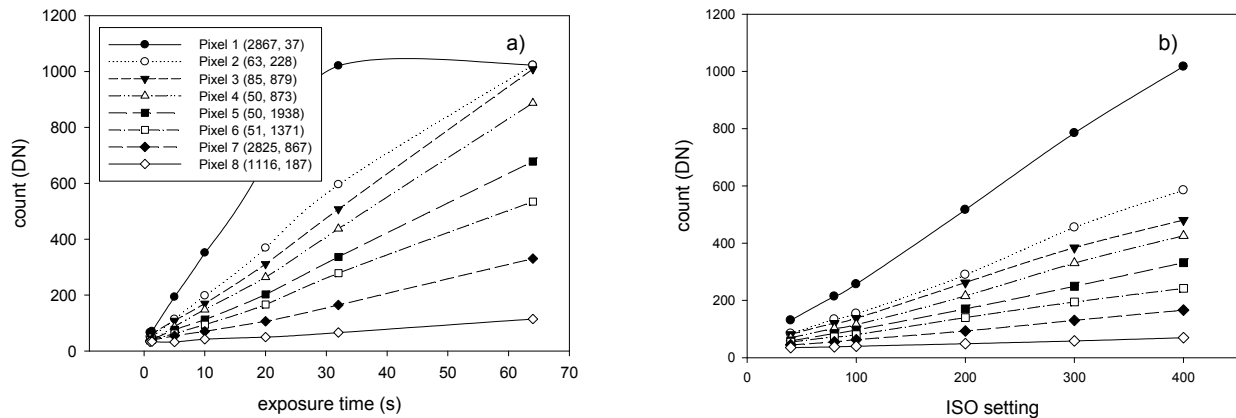 a)
count (DN)
1200
1000
800
600
400
200
0
Pixel 1 (2867, 37)
Pixel 2 (63, 228)
Pixel 3 (85, 879)
Pixel 4 (50, 873)
Pixel 5 (50, 1938)
Pixel 6 (51, 1371)
Pixel 7 (2825, 867)
Pixel 8 (1116, 187)
0 10 20 30 40 50 60 70
exposure time (s)
b)
count (DN)
1200
1000
800
600
400
200
0
100 200 300 400
ISO setting